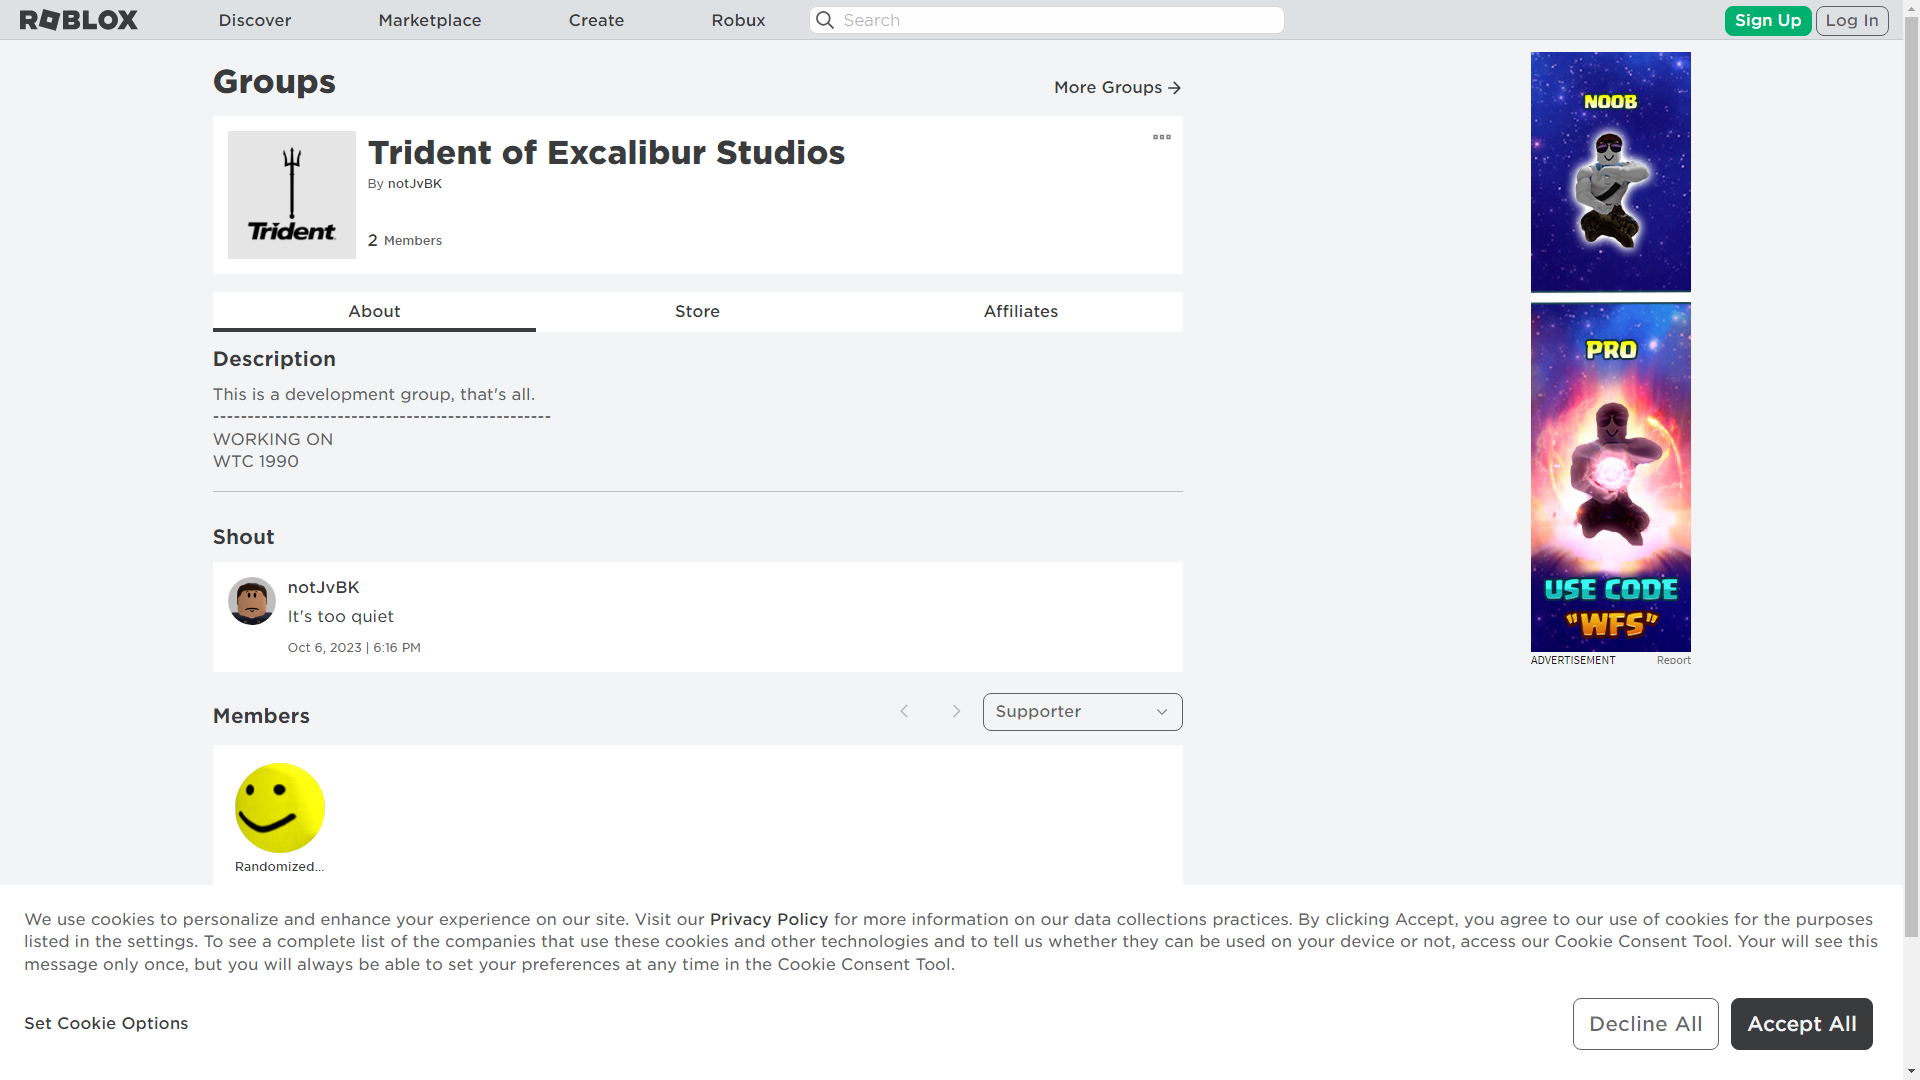 ROBLOX
Discover
Marketplace
Create
Robux
Search
Sign Up
Log In
Groups
More Groups
Trident
Trident of Excalibur Studios
By notJvBK
2 Members
About
Store
Affiliates
Description
This is a development group, that's all.
-------------------------------------------------
WORKING ON
WTC 1990
Shout
notJvBK
It's too quiet
Oct 6, 2023 | 6:16 PM
Members
Supporter
Randomized...
NOOB
PRO
USE CODE
"WFS"
ADVERTISEMENT
Report
We use cookies to personalize and enhance your experience on our site. Visit our Privacy Policy for more information on our data collections practices. By clicking Accept, you agree to our use of cookies for the purposes
listed in the settings. To see a complete list of the companies that use these cookies and other technologies and to tell us whether they can be used on your device or not, access our Cookie Consent Tool. Your will see this
message only once, but you will always be able to set your preferences at any time in the Cookie Consent Tool.
Set Cookie Options
Decline All
Accept All